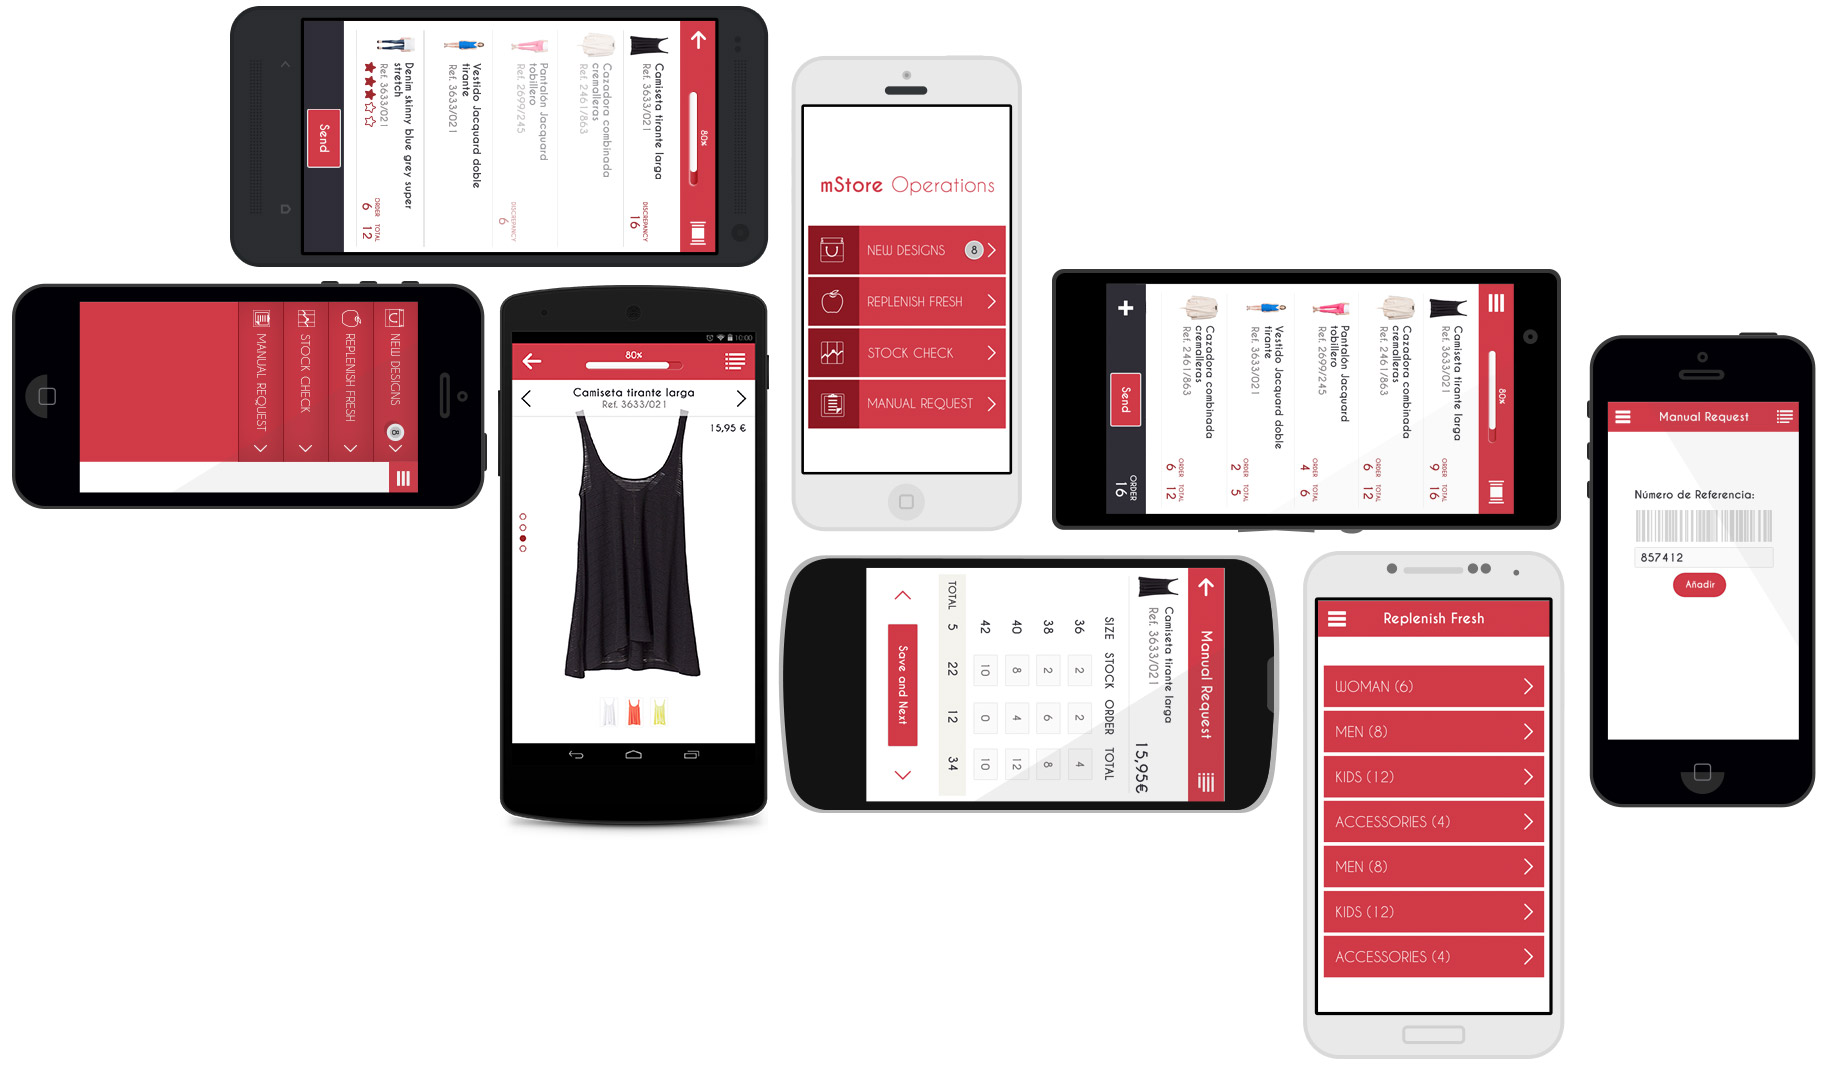 80%
Camiseta tirante larga
Ref. 3633/021
DISCREPANCY
16
Cazadora combinada
cremalleras
Ref. 2461/863
Pantalón Jacquard
tobillero
Ref. 2699/245
DISCREPANCY
6
Vestido Jacquard doble
tirante
Ref. 3633/021
Denim skinny blue grey super
stretch
Ref. 3633/021
ORDER TOTAL
6 12
Send
NEW DESIGNS 8
REPLENISH FRESH
STOCK CHECK
MANUAL REQUEST
10:00
80%
Camiseta tirante larga
Ref. 3633/021
15,95 €
mStore Operations
NEW DESIGNS 8
REPLENISH FRESH
STOCK CHECK
MANUAL REQUEST
Manual Request
Camiseta tirante larga
Ref. 3633/021
15,95€
SIZE STOCK ORDER TOTAL
36 2 2 4
38 2 6 8
40 8 4 12
42 10 0 10
TOTAL 5 22 12 34
Save and Next
80%
Camiseta tirante larga
Ref. 3633/021
ORDER TOTAL
9 16
Cazadora combinada
cremalleras
Ref. 2461/863
ORDER TOTAL
6 12
Pantalón Jacquard
tobillero
Ref. 2699/245
ORDER TOTAL
4 6
Vestido Jacquard doble
tirante
Ref. 3633/021
ORDER TOTAL
2 5
Cazadora combinada
cremalleras
Ref. 2461/863
ORDER TOTAL
6 12
Send
ORDER
16
Replenish Fresh
WOMAN (6)
MEN (8)
KIDS (12)
ACCESSORIES (4)
MEN (8)
KIDS (12)
ACCESSORIES (4)
Manual Request
Número de Referencia:
857412
Añadir